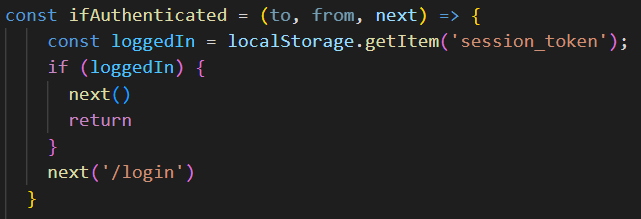 const ifAuthenticated = (to, from, next) => {
    const loggedIn = localStorage.getItem('session_token');
    if (loggedIn) {
      next()
      return
    }
    next('/login')
  }